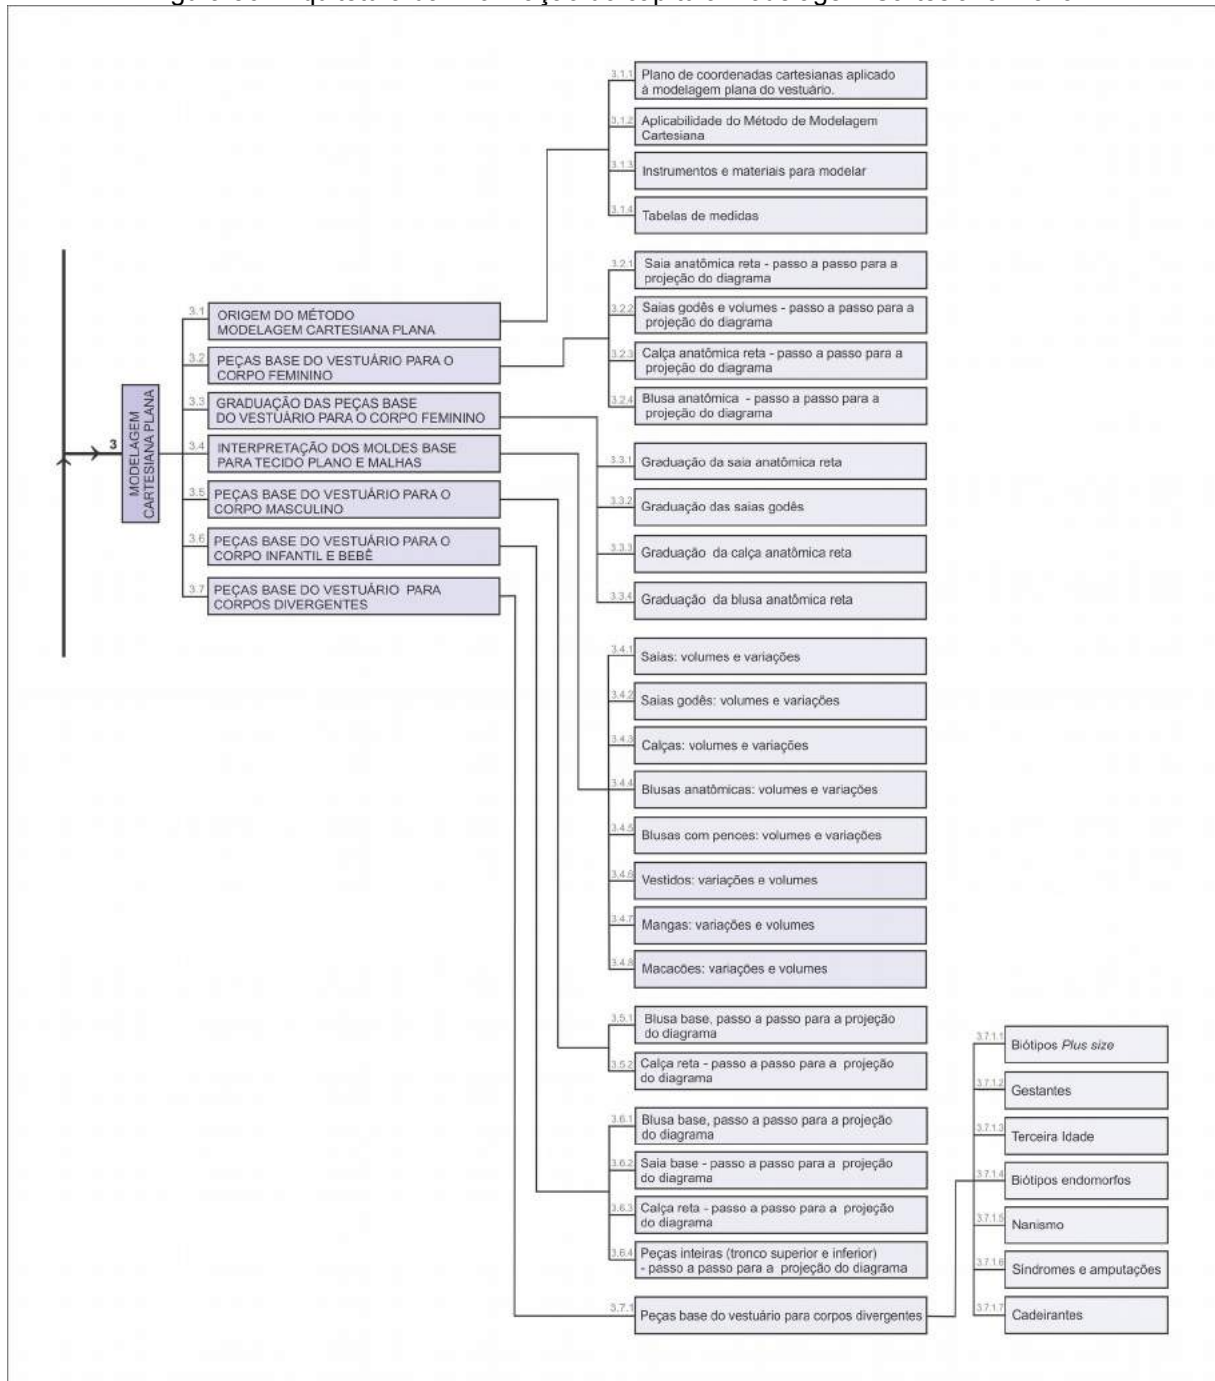 3
MODELAGEM
CARTESIANA PLANA
3.1
ORIGEM DO MÉTODO
MODELAGEM CARTESIANA PLANA
3.2
PEÇAS BASE DO VESTUÁRIO PARA O
CORPO FEMININO
3.3
GRADUAÇÃO DAS PEÇAS BASE
DO VESTUÁRIO PARA O CORPO FEMININO
3.4
INTERPRETAÇÃO DOS MOLDES BASE
PARA TECIDO PLANO E MALHAS
3.5
PEÇAS BASE DO VESTUÁRIO PARA O
CORPO MASCULINO
3.6
PEÇAS BASE DO VESTUÁRIO PARA O
CORPO INFANTIL E BEBÊ
3.7
PEÇAS BASE DO VESTUÁRIO PARA
CORPOS DIVERGENTES
3.1.1
Plano de coordenadas cartesianas aplicado
à modelagem plana do vestuário.
3.1.2
Aplicabilidade do Método de Modelagem
Cartesiana
3.1.3
Instrumentos e materiais para modelar
3.1.4
Tabelas de medidas
3.2.1
Saia anatômica reta - passo a passo para a
projeção do diagrama
3.2.2
Saias godês e volumes - passo a passo para a
projeção do diagrama
3.2.3
Calça anatômica reta - passo a passo para a
projeção do diagrama
3.2.4
Blusa anatômica - passo a passo para a
projeção do diagrama
3.3.1
Graduação da saia anatômica reta
3.3.2
Graduação das saias godês
3.3.3
Graduação da calça anatômica reta
3.3.4
Graduação da blusa anatômica reta
3.4.1
Saias: volumes e variações
3.4.2
Saias godês: volumes e variações
3.4.3
Calças: volumes e variações
3.4.4
Blusas anatômicas: volumes e variações
3.4.5
Blusas com pences: volumes e variações
3.4.6
Vestidos: variações e volumes
3.4.7
Mangas: variações e volumes
3.4.8
Macacões: variações e volumes
3.5.1
Blusa base, passo a passo para a projeção
do diagrama
3.5.2
Calça reta - passo a passo para a projeção
do diagrama
3.6.1
Blusa base, passo a passo para a projeção
do diagrama
3.6.2
Saia base - passo a passo para a projeção
do diagrama
3.6.3
Calça reta - passo a passo para a projeção
do diagrama
3.6.4
Peças inteiras (tronco superior e inferior)
- passo a passo para a projeção do diagrama
3.7.1
Peças base do vestuário para corpos divergentes
3.7.1.1
Biótipos Plus size
3.7.1.2
Gestantes
3.7.1.3
Terceira Idade
3.7.1.4
Biótipos endomorfos
3.7.1.5
Nanismo
3.7.1.6
Síndromes e amputações
3.7.1.7
Cadeirantes